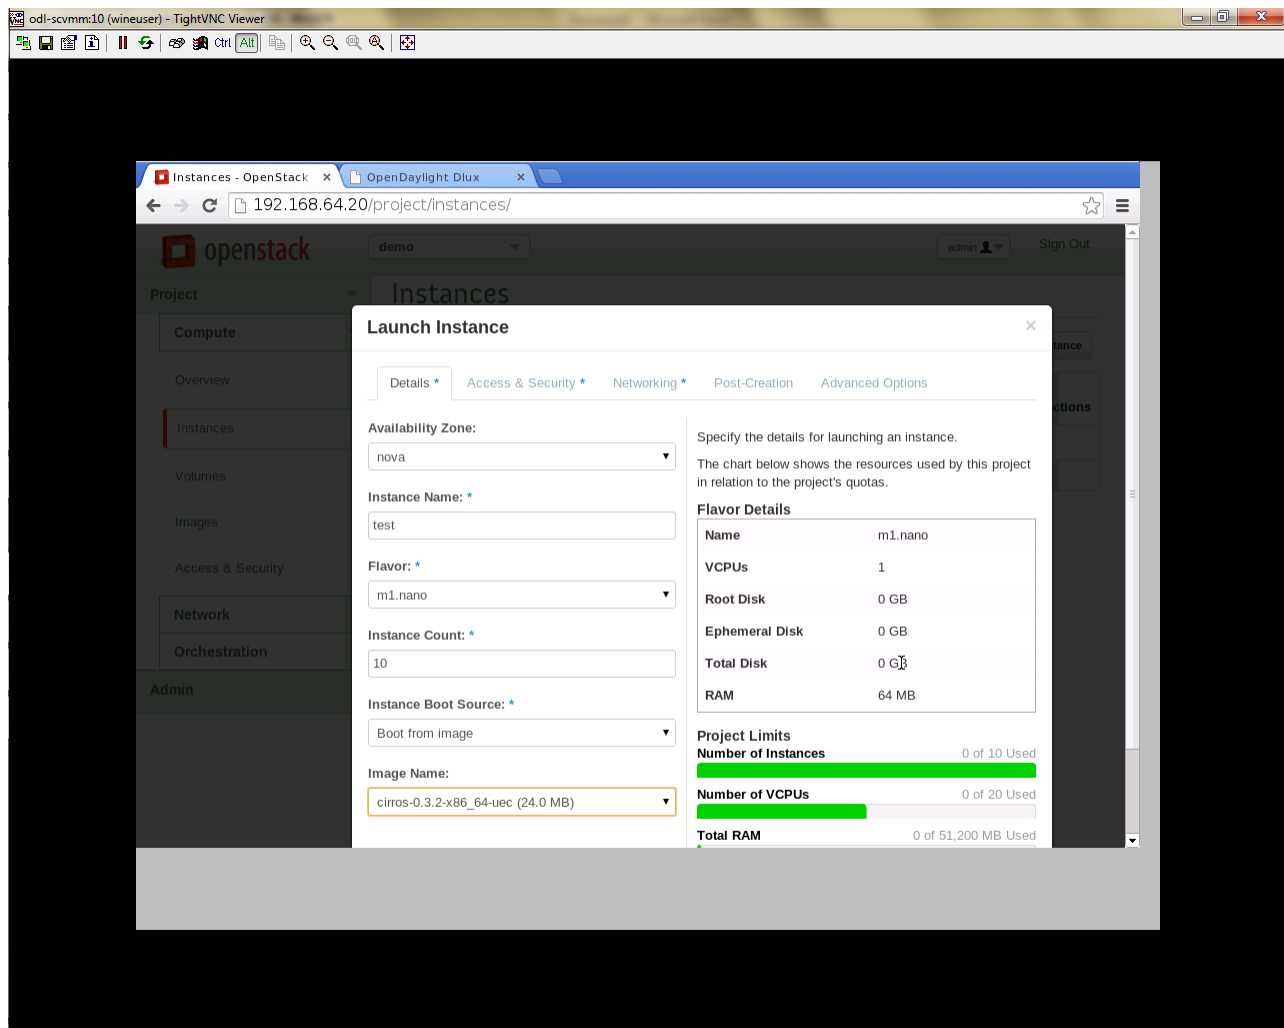 odl-scvmm:10 (wineuser) - TightVNC Viewer
Ctrl Alt
Instances - OpenStack
OpenDaylight Dlux
192.168.64.20/project/instances/
openstack
demo
admin
Sign Out
Project
Instances
Compute
Overview
Instances
Volumes
Images
Access & Security
Network
Orchestration
Admin
tance
ctions
Launch Instance
×
Details *
Access & Security *
Networking *
Post-Creation
Advanced Options
Availability Zone:
nova
Instance Name: *
test
Flavor: *
m1.nano
Instance Count: *
10
Instance Boot Source: *
Boot from image
Image Name:
cirros-0.3.2-x86_64-uec (24.0 MB)
Specify the details for launching an instance.
The chart below shows the resources used by this project
in relation to the project's quotas.
Flavor Details
Name m1.nano
VCPUs 1
Root Disk 0 GB
Ephemeral Disk 0 GB
Total Disk 0 GB
RAM 64 MB
Project Limits
Number of Instances 0 of 10 Used
Number of VCPUs 0 of 20 Used
Total RAM 0 of 51,200 MB Used